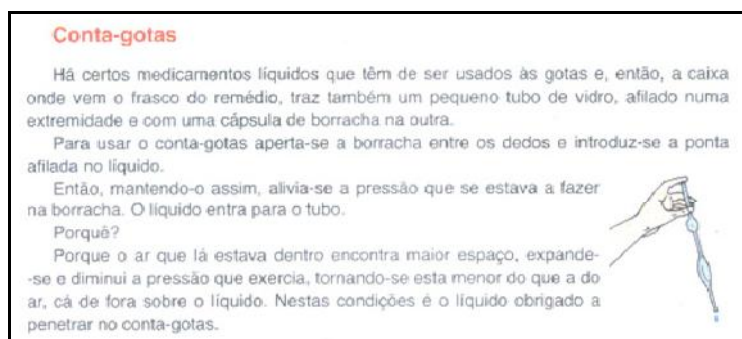 Conta-gotas
Há certos medicamentos líquidos que têm de ser usados às gotas e, então, a caixa
onde vem o frasco do remédio, traz também um pequeno tubo de vidro, afilado numa
extremidade e com uma cápsula de borracha na outra.
Para usar o conta-gotas aperta-se a borracha entre os dedos e introduz-se a ponta
afilada no líquido.
Então, mantendo-o assim, alivia-se a pressão que se estava a fazer
na borracha. O líquido entra para o tubo.
Porquê?
Porque o ar que lá estava dentro encontra maior espaço, expande-
-se e diminui a pressão que exercia, tornando-se esta menor do que a do
ar, cá de fora sobre o líquido. Nestas condições é o líquido obrigado a
penetrar no conta-gotas.